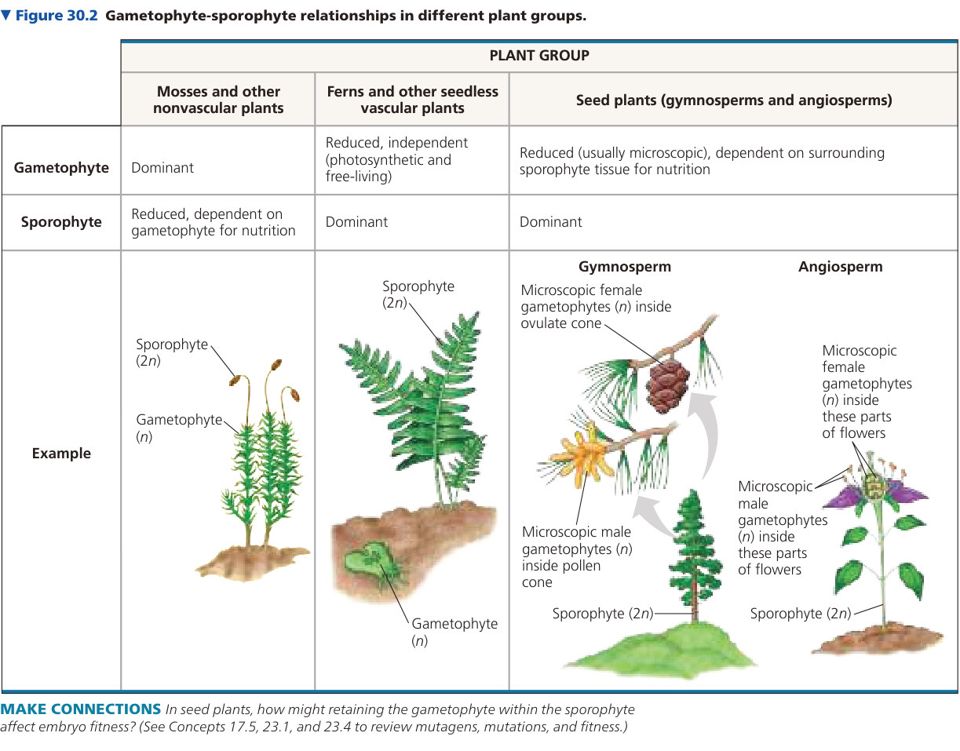 ▼ Figure 30.2 Gametophyte-sporophyte relationships in different plant groups.
PLANT GROUP
Mosses and other
nonvascular plants
Ferns and other seedless
vascular plants
Seed plants (gymnosperms and angiosperms)
Gametophyte
Dominant
Reduced, independent
(photosynthetic and
free-living)
Reduced (usually microscopic), dependent on surrounding
sporophyte tissue for nutrition
Sporophyte
Reduced, dependent on
gametophyte for nutrition
Dominant
Dominant
Example
Sporophyte
(2n)
Gametophyte
(n)
Sporophyte
(2n)
Gametophyte
(n)
Gymnosperm
Microscopic female
gametophytes (n) inside
ovulate cone
Microscopic male
gametophytes (n)
inside pollen
cone
Sporophyte (2n)
Angiosperm
Microscopic
female
gametophytes
(n) inside
these parts
of flowers
Microscopic
male
gametophytes
(n) inside
these parts
of flowers
Sporophyte (2n)
MAKE CONNECTIONS In seed plants, how might retaining the gametophyte within the sporophyte
affect embryo fitness? (See Concepts 17.5, 23.1, and 23.4 to review mutagens, mutations, and fitness.)